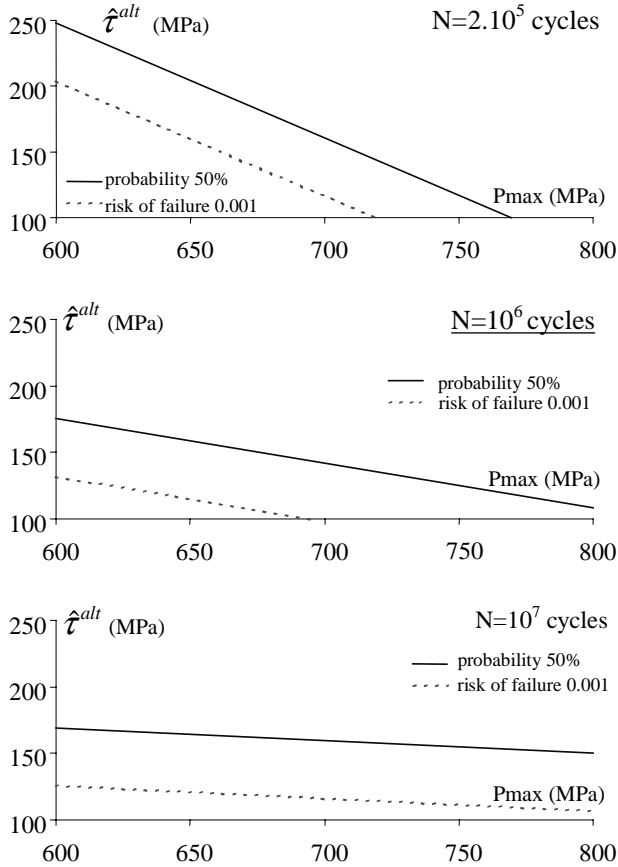 250
τ̂^alt (MPa)
N=2.10^5 cycles
200
150
probability 50%
risk of failure 0.001
Pmax (MPa)
100
600 650 700 750 800
250
τ̂^alt (MPa)
N=10^6 cycles
200
probability 50%
risk of failure 0.001
150
Pmax (MPa)
100
600 650 700 750 800
250
τ̂^alt (MPa)
N=10^7 cycles
probability 50%
200
risk of failure 0.001
150
Pmax (MPa)
100
600 650 700 750 800